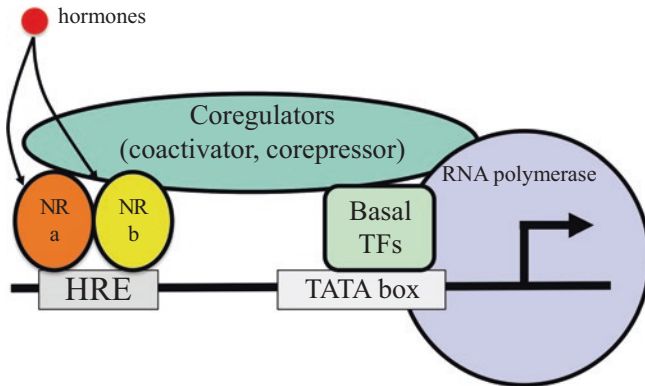 hormones
Coregulators
(coactivator, corepressor)
RNA polymerase
NR
a
NR
b
Basal
TFs
HRE
TATA box